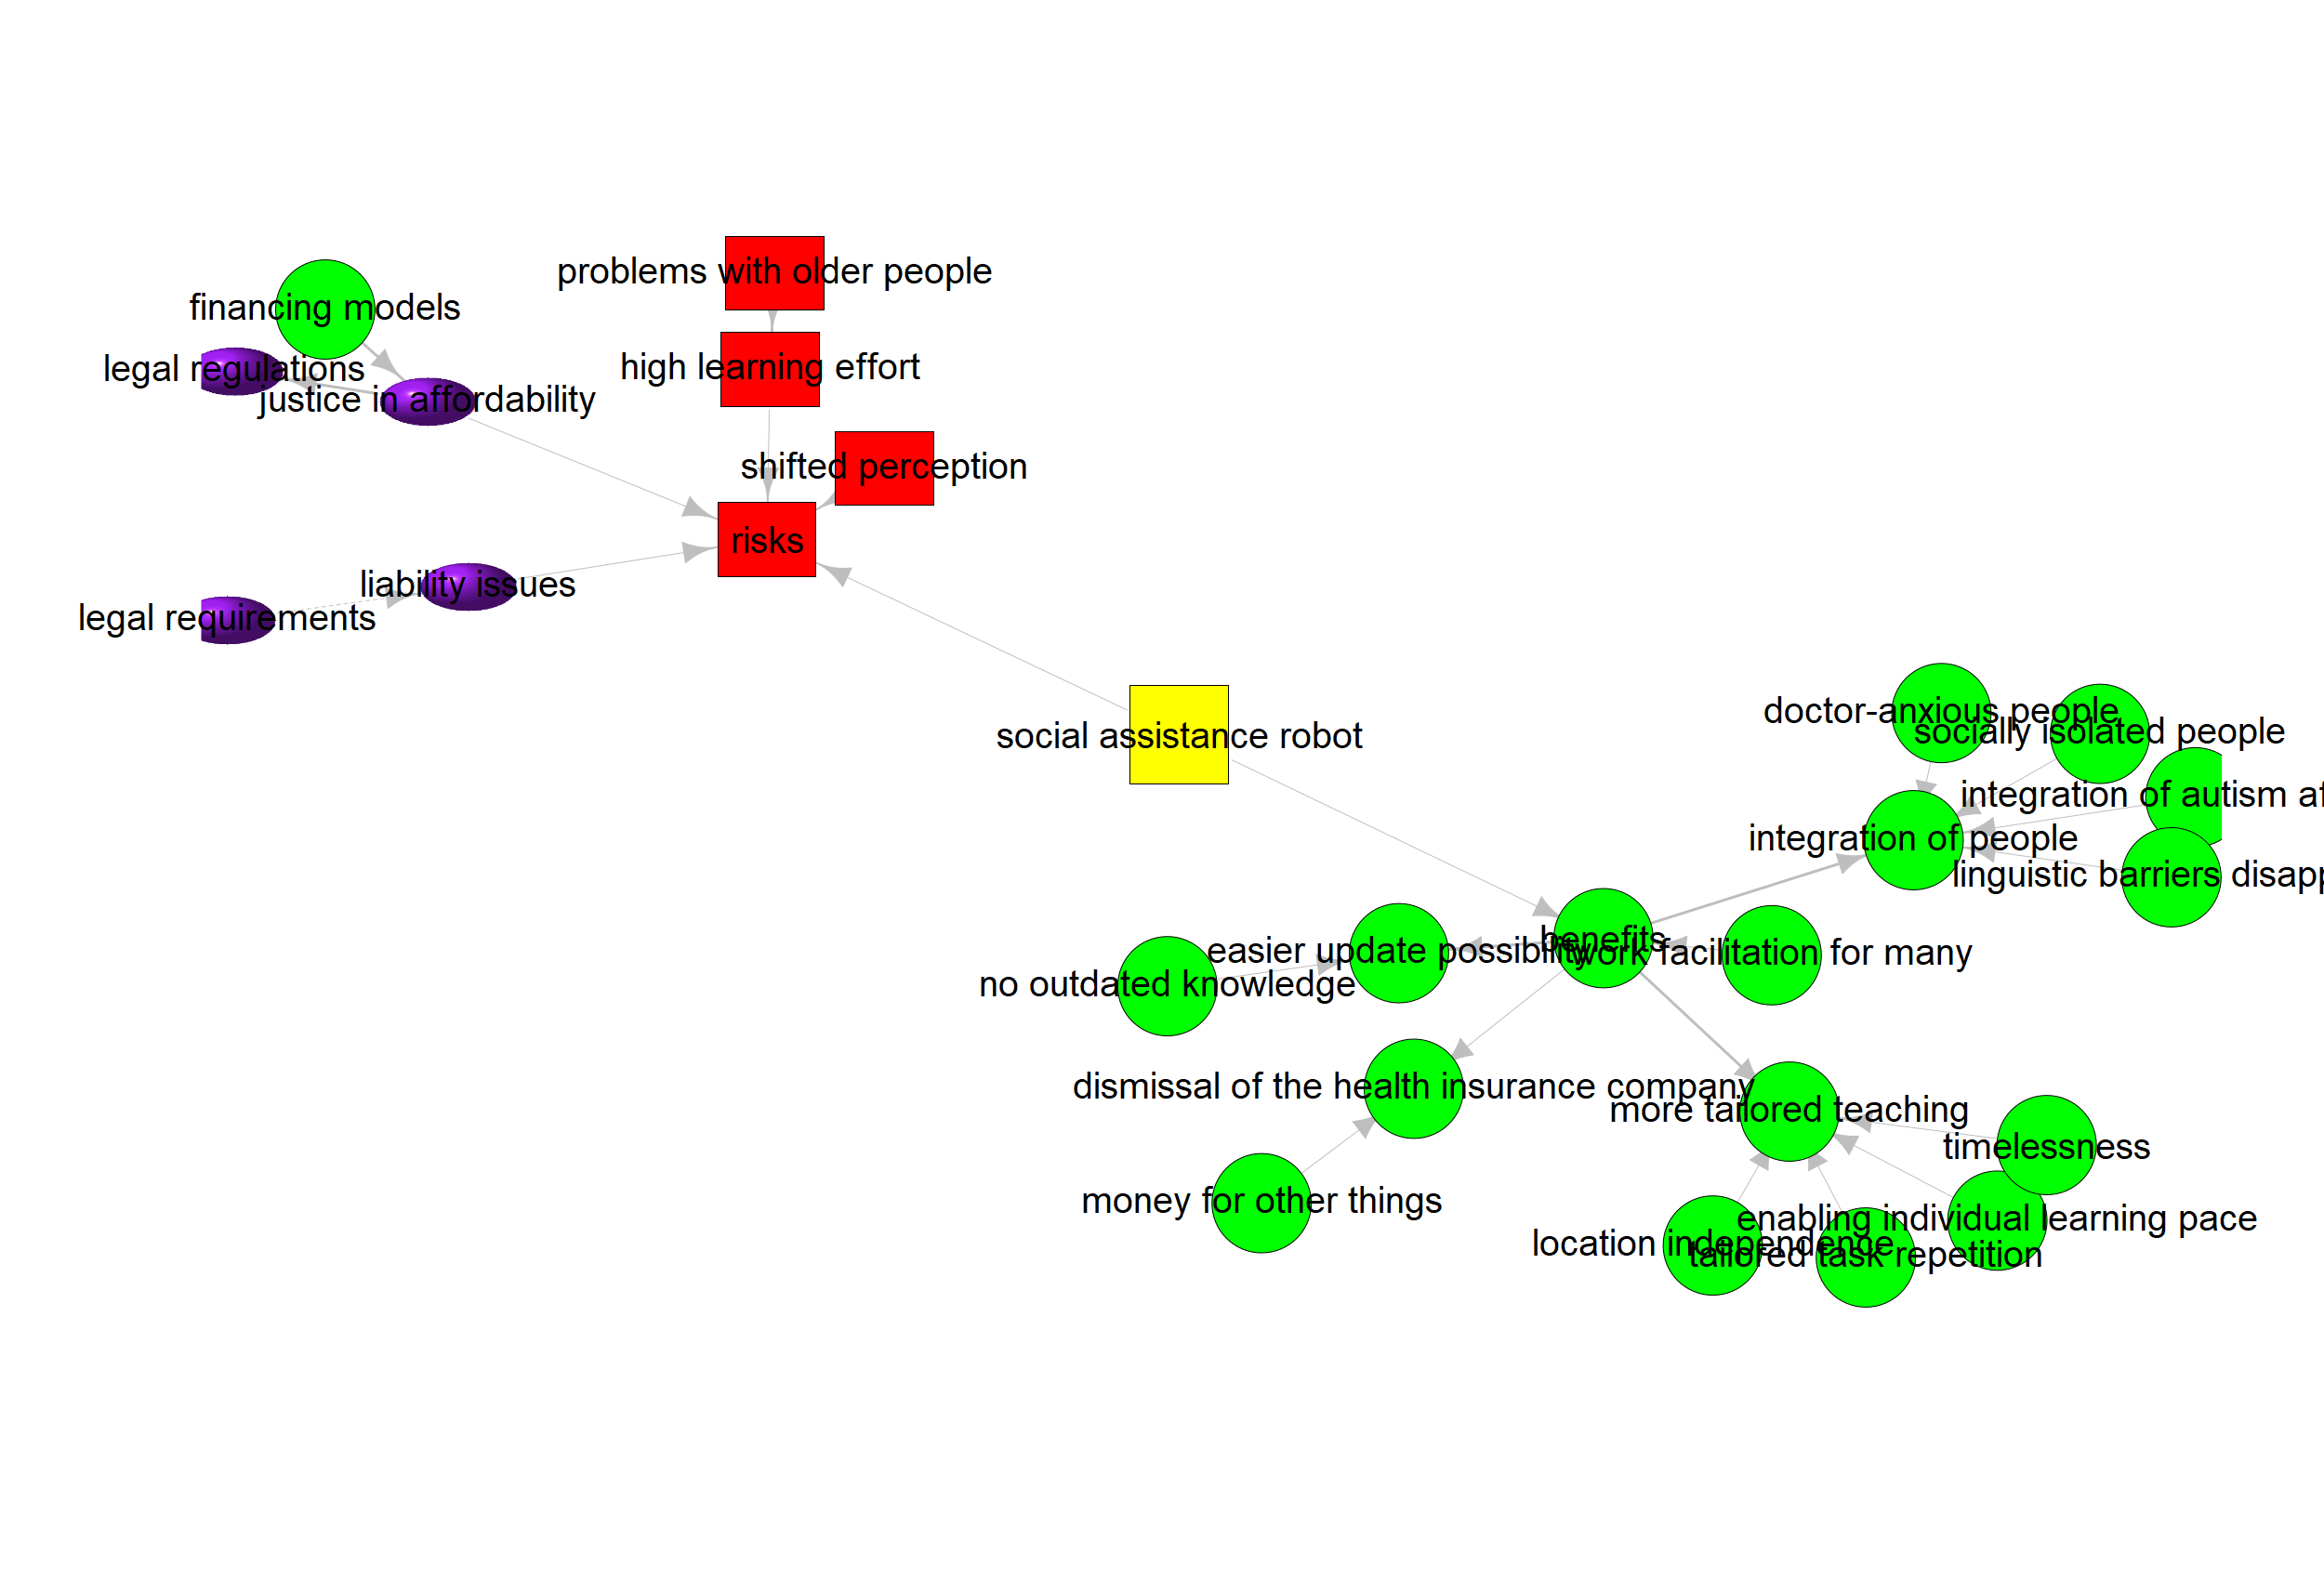 problems with older people
financing models
high learning effort
legal regulations
justice in affordability
shifted perception
risks
liability issues
legal requirements
social assistance robot
doctor-anxious people
socially isolated people
integration of autism
integration of people
linguistic barriers
benefits
easier update possibility
work facilitation for many
no outdated knowledge
dismissal of the health insurance company
more tailored teaching
timelessness
money for other things
enabling individual learning pace
location independence
tailored task repetition